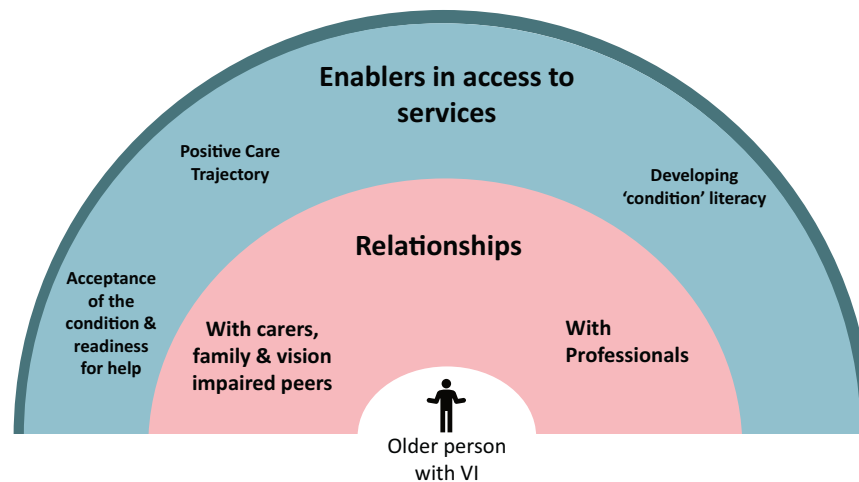 Enablers in access to
services
Positive Care
Trajectory
Developing
‘condition’ literacy
Acceptance
of the
condition &
readiness
for help
Relationships
With carers,
family & vision
impaired peers
With
Professionals
Older person
with VI